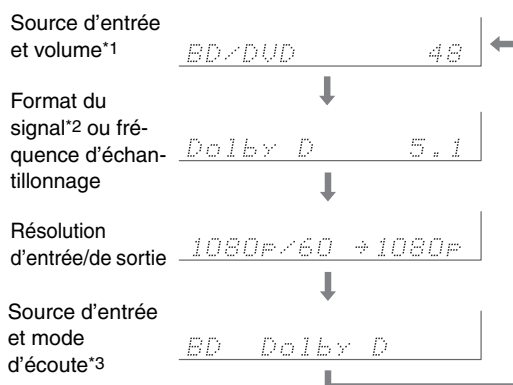 Source d'entrée
et volume*1
BD/DVD 48
Format du
signal*2 ou fré-
quence d'échan-
tillonnage
Dolby D 5.1
Résolution
d'entrée/de sortie
1080p/60 → 1080p
Source d'entrée
et mode
d'écoute*3
BD Dolby D